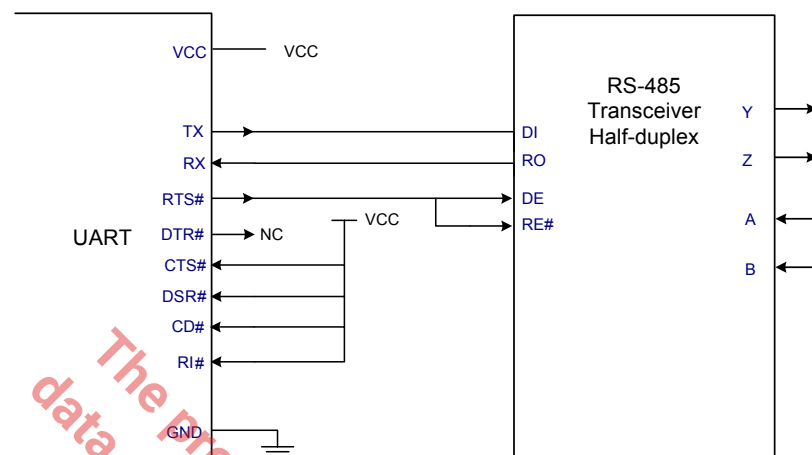 VCC
VCC
TX
RX
RTS#
DTR#
NC
CTS#
DSR#
CD#
RI#
GND
UART
VCC
RS-485
Transceiver
Half-duplex
DI
RO
DE
RE#
Y
Z
A
B
The
data